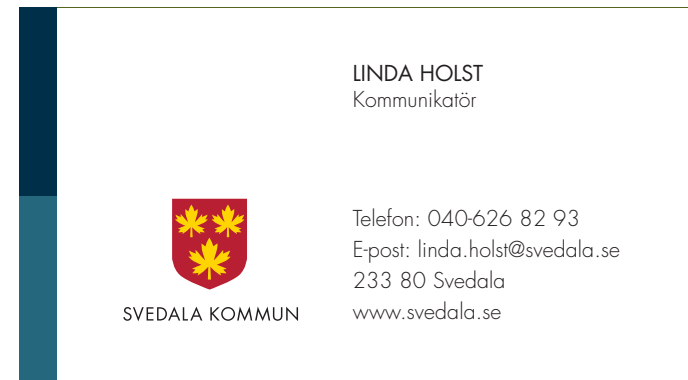 LINDA HOLST
Kommunikatör
SVEDALA KOMMUN
Telefon: 040-626 82 93
E-post: linda.holst@svedala.se
233 80 Svedala
www.svedala.se